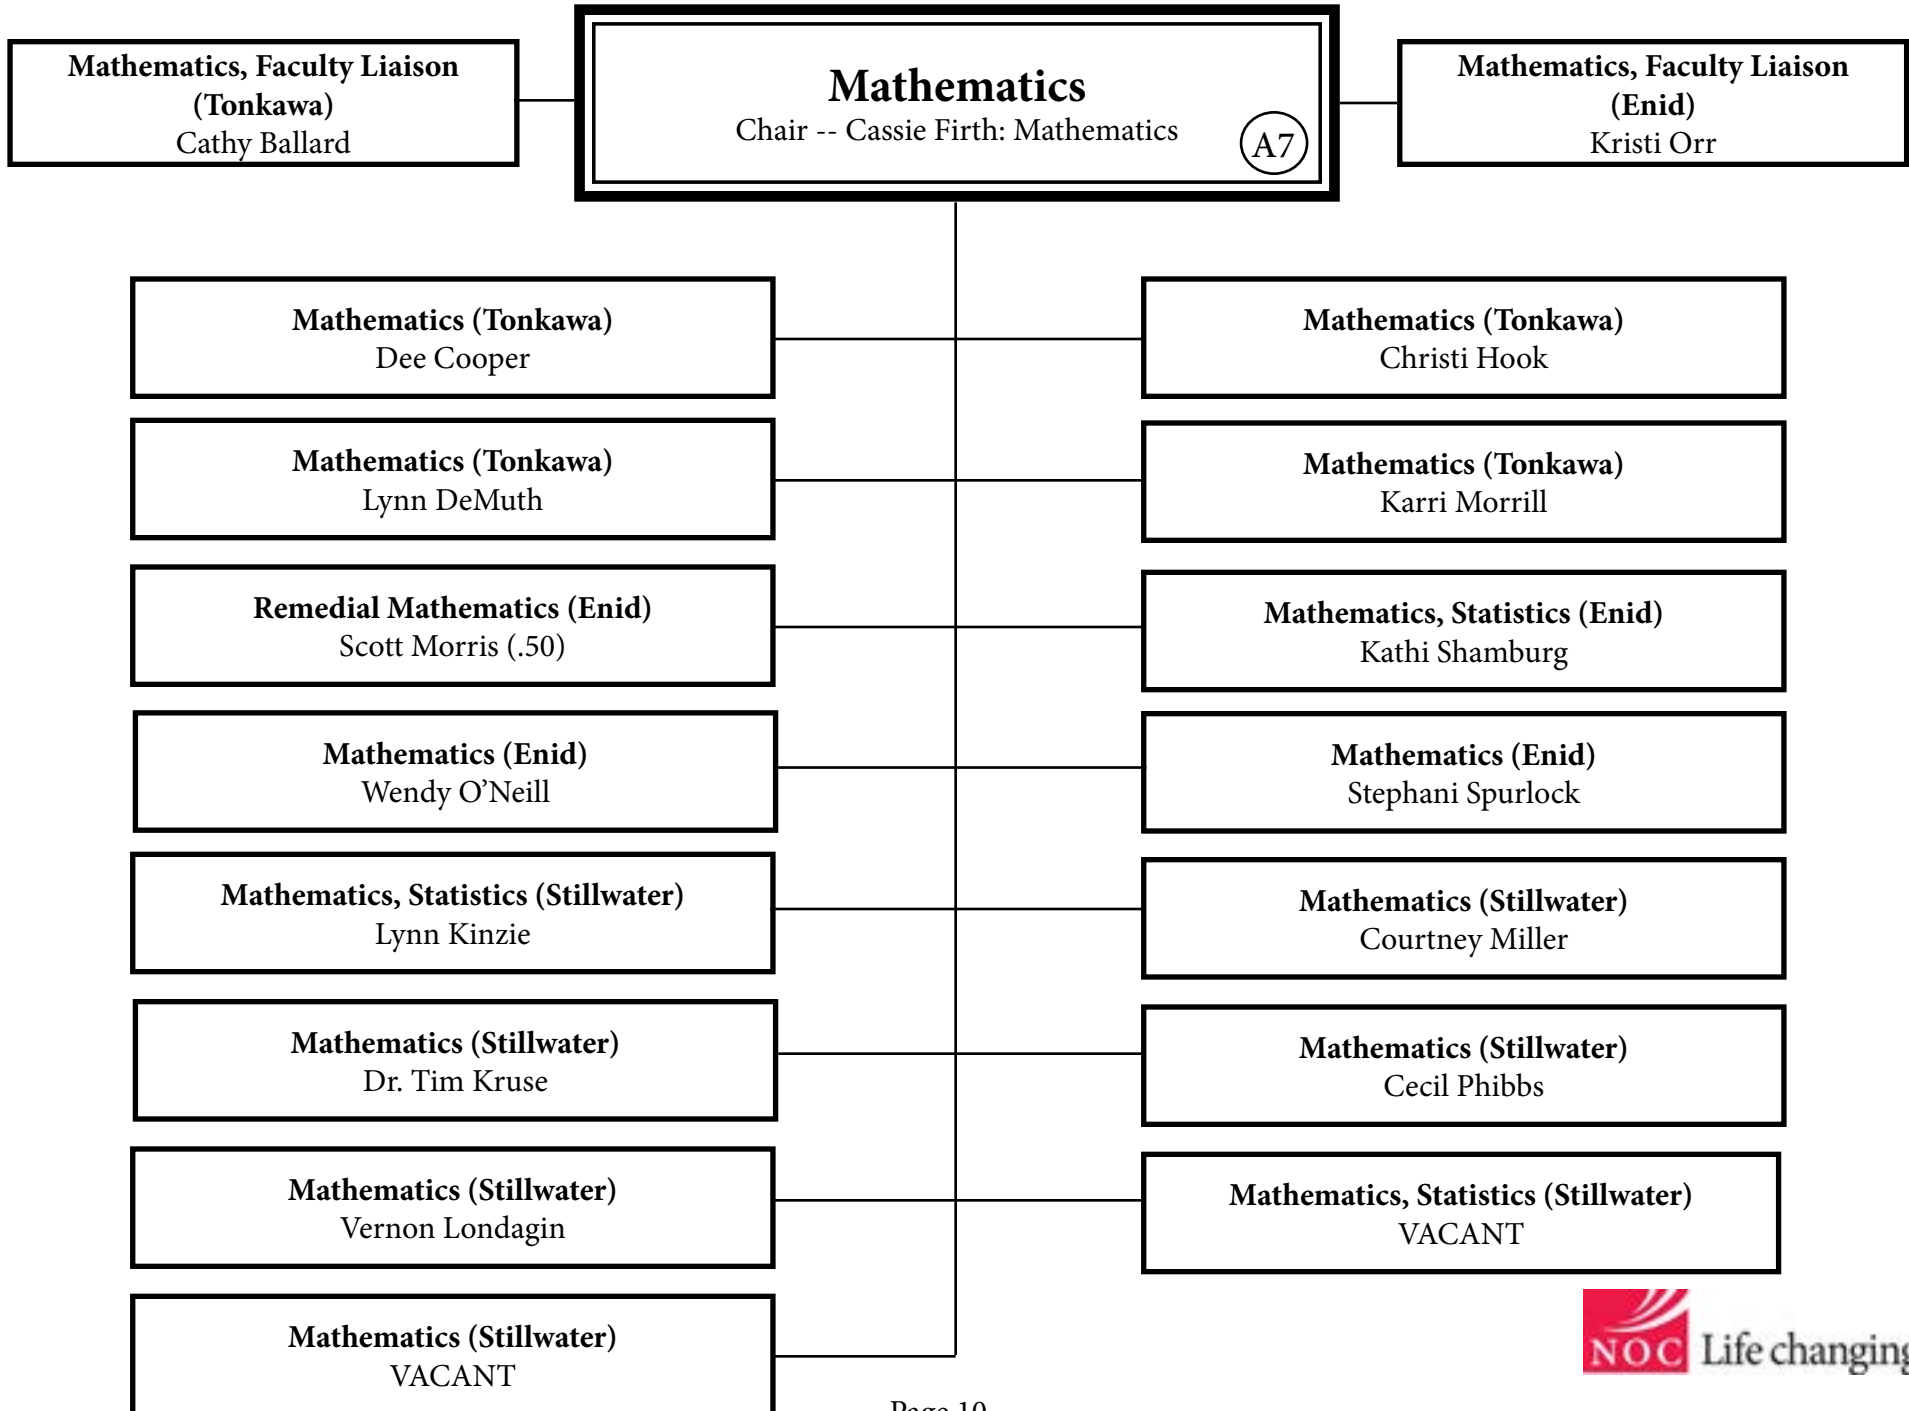 Mathematics, Faculty Liaison
(Tonkawa)
Cathy Ballard
Mathematics
Chair -- Cassie Firth: Mathematics
A7
Mathematics, Faculty Liaison
(Enid)
Kristi Orr
Mathematics (Tonkawa)
Dee Cooper
Mathematics (Tonkawa)
Christi Hook
Mathematics (Tonkawa)
Lynn DeMuth
Mathematics (Tonkawa)
Karri Morrill
Remedial Mathematics (Enid)
Scott Morris (.50)
Mathematics, Statistics (Enid)
Kathi Shamburg
Mathematics (Enid)
Wendy O’Neill
Mathematics (Enid)
Stephani Spurlock
Mathematics, Statistics (Stillwater)
Lynn Kinzie
Mathematics (Stillwater)
Courtney Miller
Mathematics (Stillwater)
Dr. Tim Kruse
Mathematics (Stillwater)
Cecil Phibbs
Mathematics (Stillwater)
Vernon Londagin
Mathematics, Statistics (Stillwater)
VACANT
Mathematics (Stillwater)
VACANT
NOC Life changing
Page 10